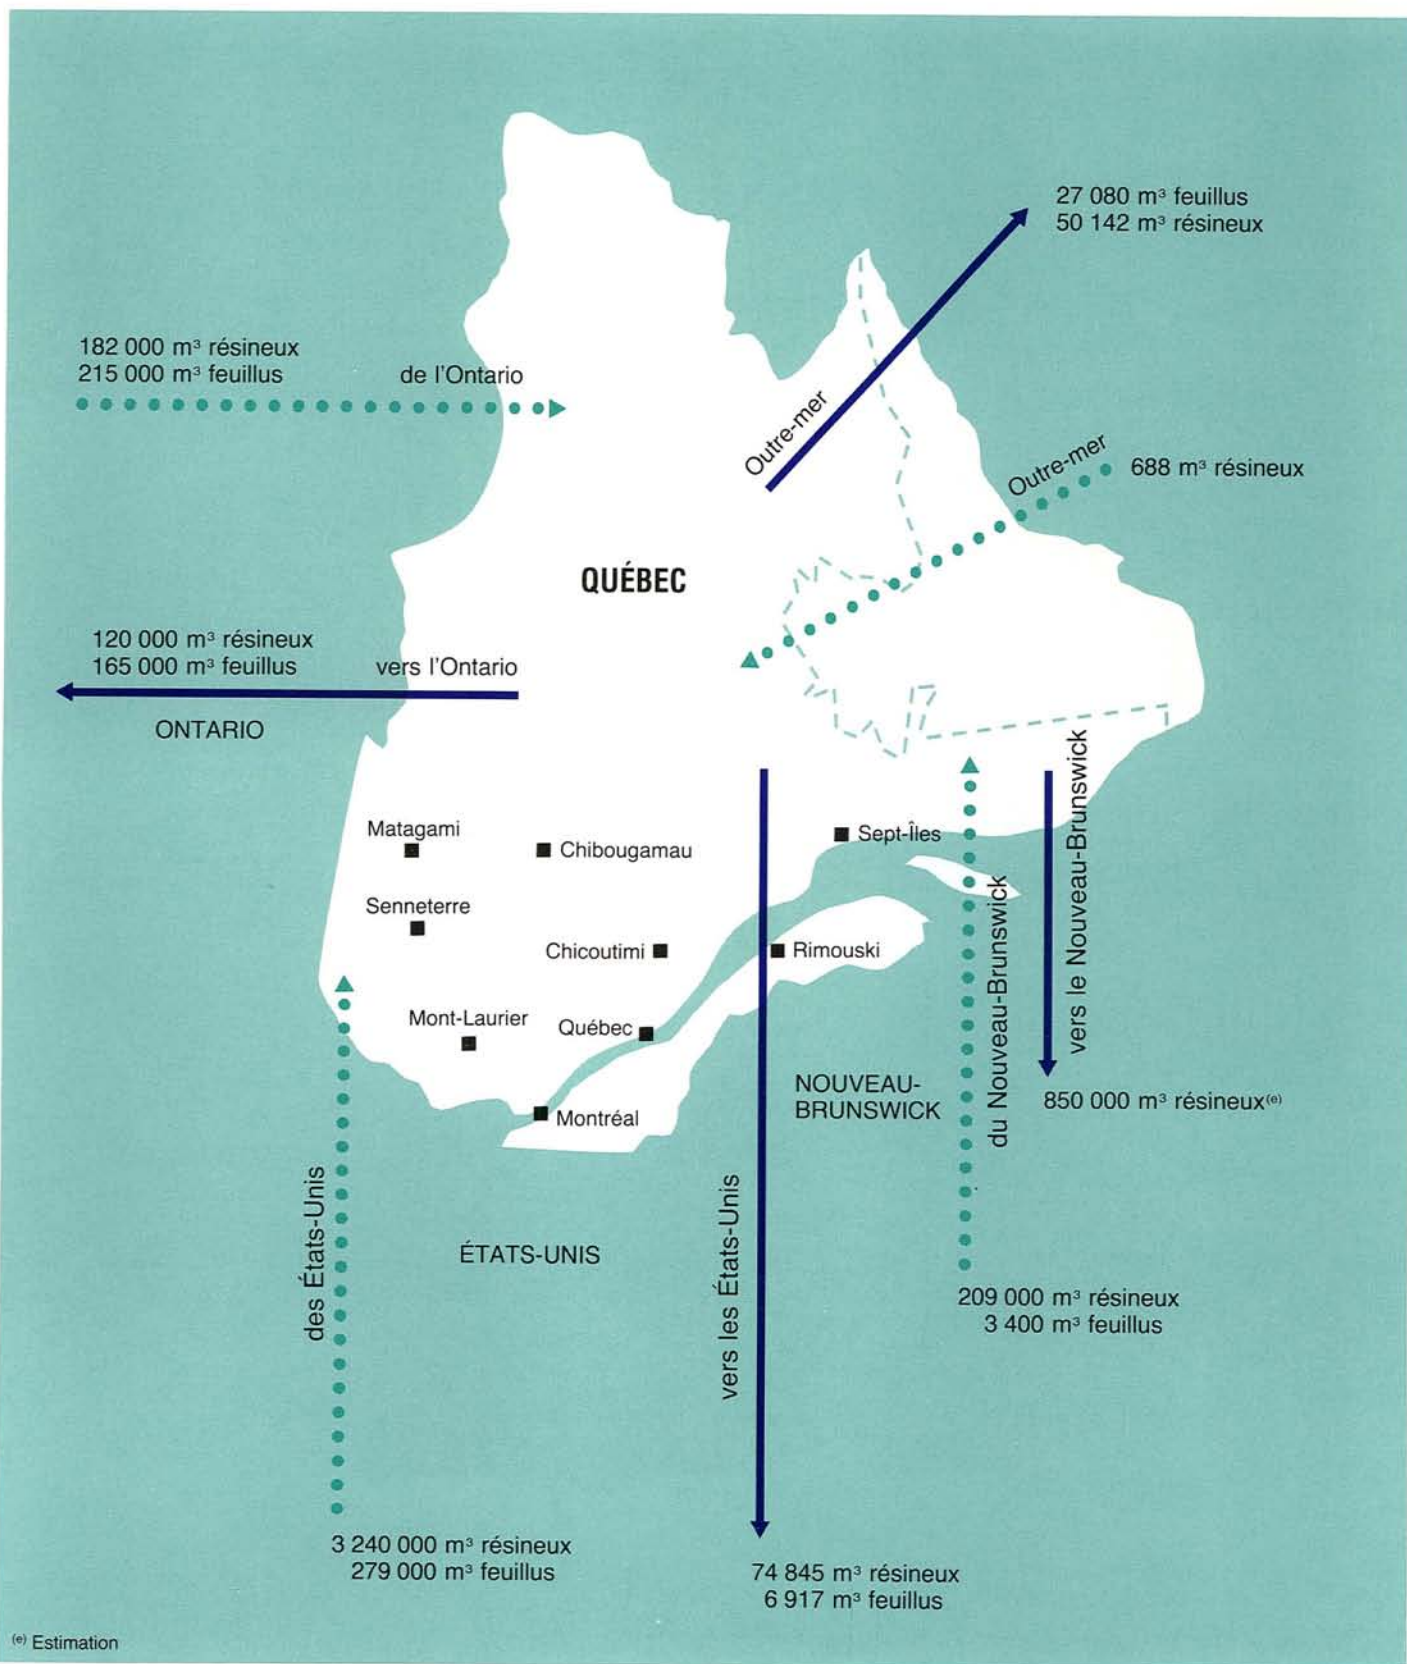 27 080 m³ feuillus
50 142 m³ résineux
182 000 m³ résineux
215 000 m³ feuillus
de l'Ontario
Outre-mer
Outre-mer
688 m³ résineux
QUÉBEC
120 000 m³ résineux
165 000 m³ feuillus
vers l'Ontario
ONTARIO
Matagami
Chibougamau
Sept-Îles
Senneterre
Chicoutimi
Rimouski
Mont-Laurier
Québec
Montréal
NOUVEAU-
BRUNSWICK
du Nouveau-Brunswick
vers le Nouveau-Brunswick
850 000 m³ résineux(e)
des États-Unis
ÉTATS-UNIS
vers les États-Unis
209 000 m³ résineux
3 400 m³ feuillus
3 240 000 m³ résineux
279 000 m³ feuillus
74 845 m³ résineux
6 917 m³ feuillus
(e) Estimation